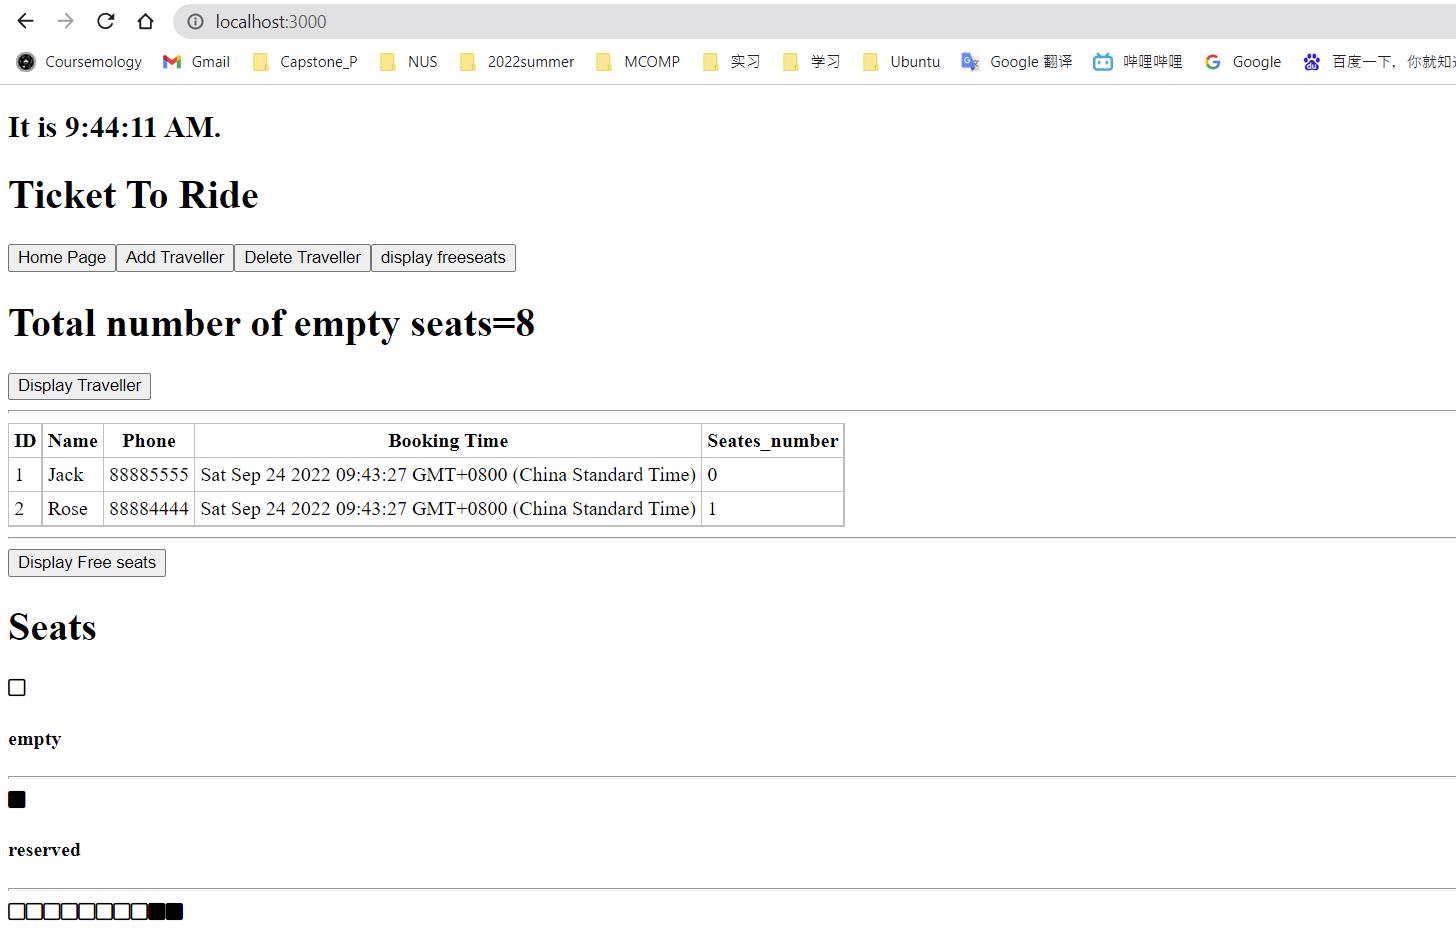 localhost:3000
Coursemology Gmail Capstone_P NUS 2022summer MCOMP 实习 学习 Ubuntu Google 翻译 哔哩哔哩 Google 百度一下，你就知
It is 9:44:11 AM.
Ticket To Ride
Home Page Add Traveller Delete Traveller display freeseats
Total number of empty seats=8
Display Traveller
ID Name Phone Booking Time Seates_number
1 Jack 88885555 Sat Sep 24 2022 09:43:27 GMT+0800 (China Standard Time) 0
2 Rose 88884444 Sat Sep 24 2022 09:43:27 GMT+0800 (China Standard Time) 1
Display Free seats
Seats
empty
reserved